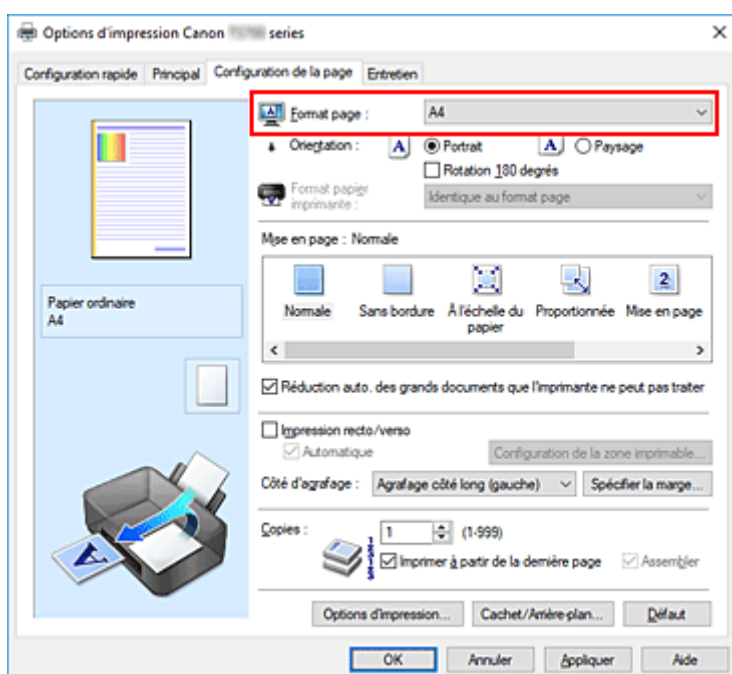 Options d'impression Canon series
Configuration rapide Principal Configuration de la page Entretien
Format page : A4
Orientation : A Portrait A Paysage
Rotation 180 degrés
Format papier imprimante : Identique au format page
Mise en page : Normale
2
Normale Sans bordure À l'échelle du papier Proportionnée Mise en page
Papier ordinaire
A4
Réduction auto. des grands documents que l'imprimante ne peut pas traiter
Impression recto/verso
Automatique Configuration de la zone imprimable...
Côté d'agrafage : Agrafage côté long (gauche) Spécifier la marge...
Copies : 1 (1-999)
Imprimer à partir de la dernière page Assembler
Options d'impression... Cachet/Arrière-plan... Défaut
OK Annuler Appliquer Aide